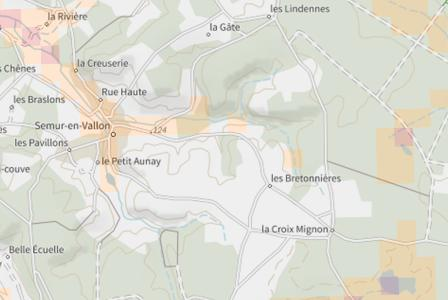 les Lindennes
la Rivière
la Gâte
la Creuserie
s Chênes
Rue Haute
les Braslons
Semur-en-Vallon
124
les Pavillons
le Petit Aunay
-couve
les Bretonnières
la Croix Mignon
Belle Écuelle